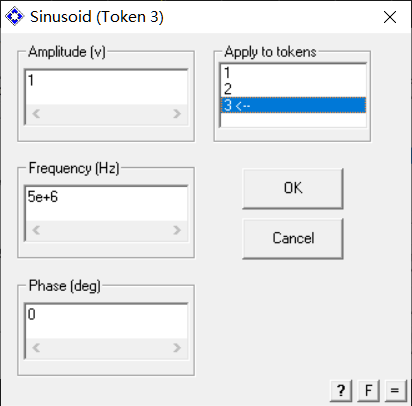 Sinusoid (Token 3)
Amplitude (v)
1
Apply to tokens
1
2
3 <--
Frequency (Hz)
5e+6
OK
Cancel
Phase (deg)
0
? F =